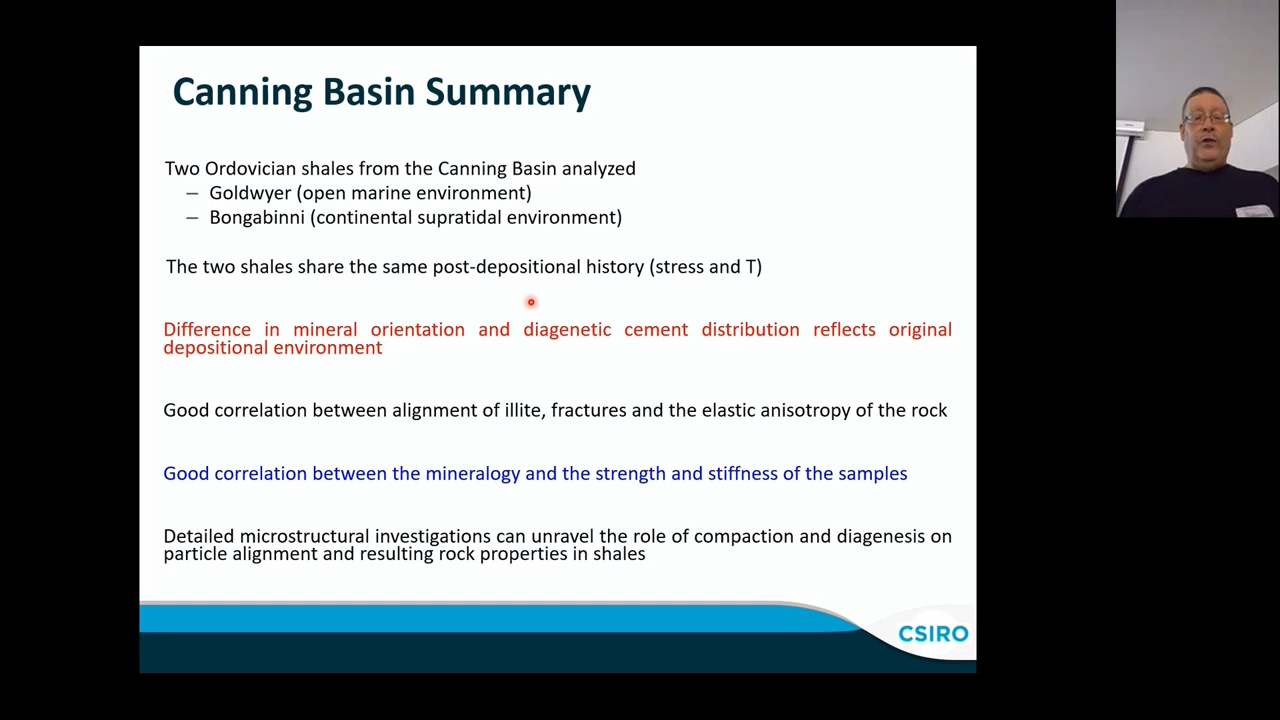 Canning Basin Summary
Two Ordovician shales from the Canning Basin analyzed
– Goldwyer (open marine environment)
– Bongabinni (continental supratidal environment)
The two shales share the same post-depositional history (stress and T)
Difference in mineral orientation and diagenetic cement distribution reflects original
depositional environment
Good correlation between alignment of illite, fractures and the elastic anisotropy of the rock
Good correlation between the mineralogy and the strength and stiffness of the samples
Detailed microstructural investigations can unravel the role of compaction and diagenesis on
particle alignment and resulting rock properties in shales
CSIRO